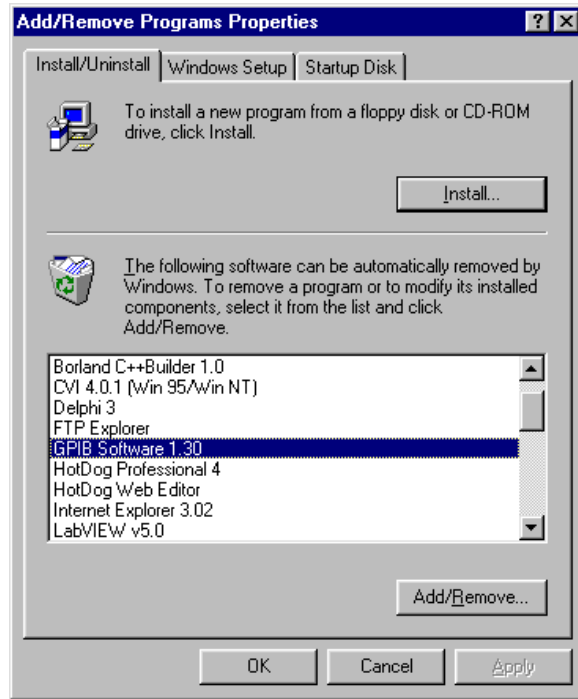 Add/Remove Programs Properties
Install/Uninstall
Windows Setup
Startup Disk
To install a new program from a floppy disk or CD-ROM
drive, click Install.
Install...
The following software can be automatically removed by
Windows. To remove a program or to modify its installed
components, select it from the list and click
Add/Remove.
Borland C++Builder 1.0
CVI 4.0.1 (Win 95/Win NT)
Delphi 3
FTP Explorer
GPIB Software 1.30
HotDog Professional 4
HotDog Web Editor
Internet Explorer 3.02
LabVIEW v5.0
Add/Remove...
OK
Cancel
Apply